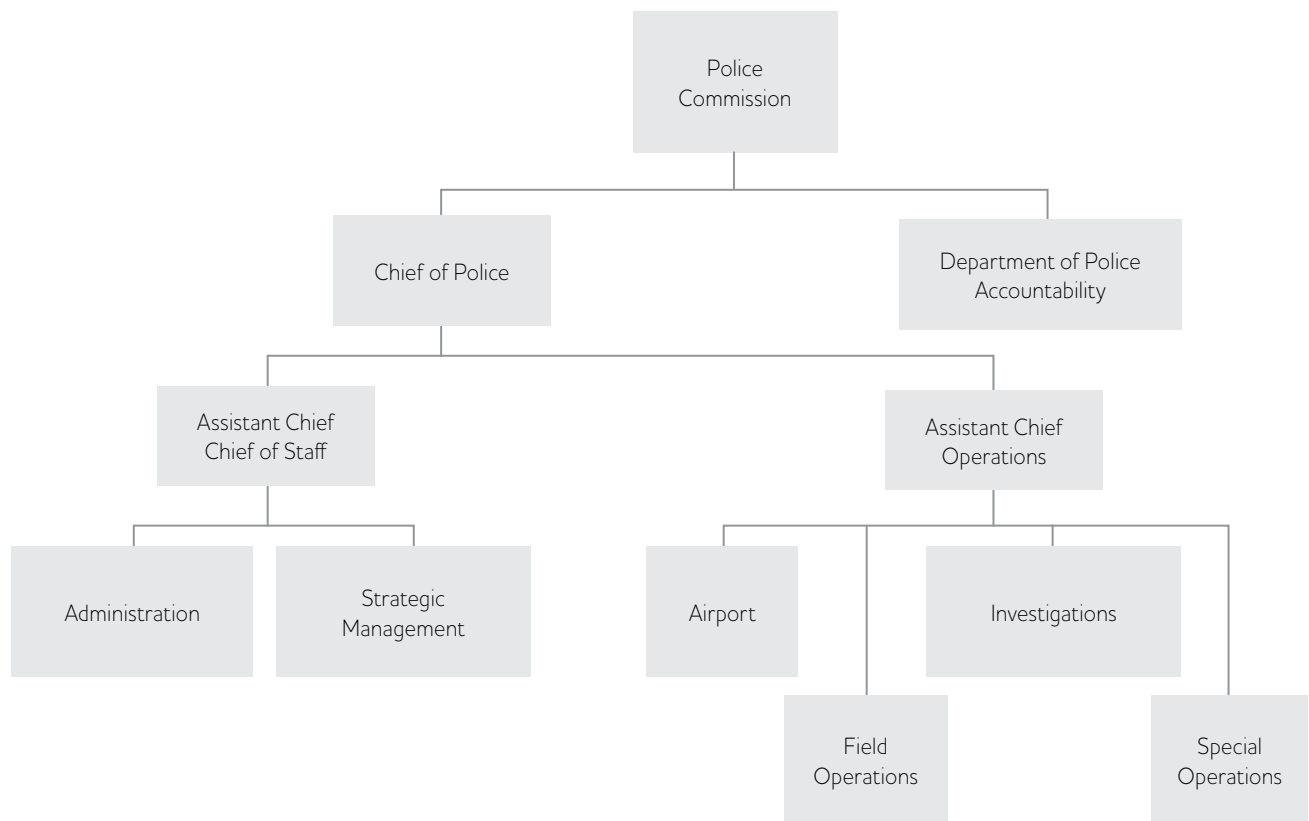 Police
Commission
Chief of Police
Department of Police
Accountability
Assistant Chief
Chief of Staff
Assistant Chief
Operations
Administration
Strategic
Management
Airport
Investigations
Field
Operations
Special
Operations